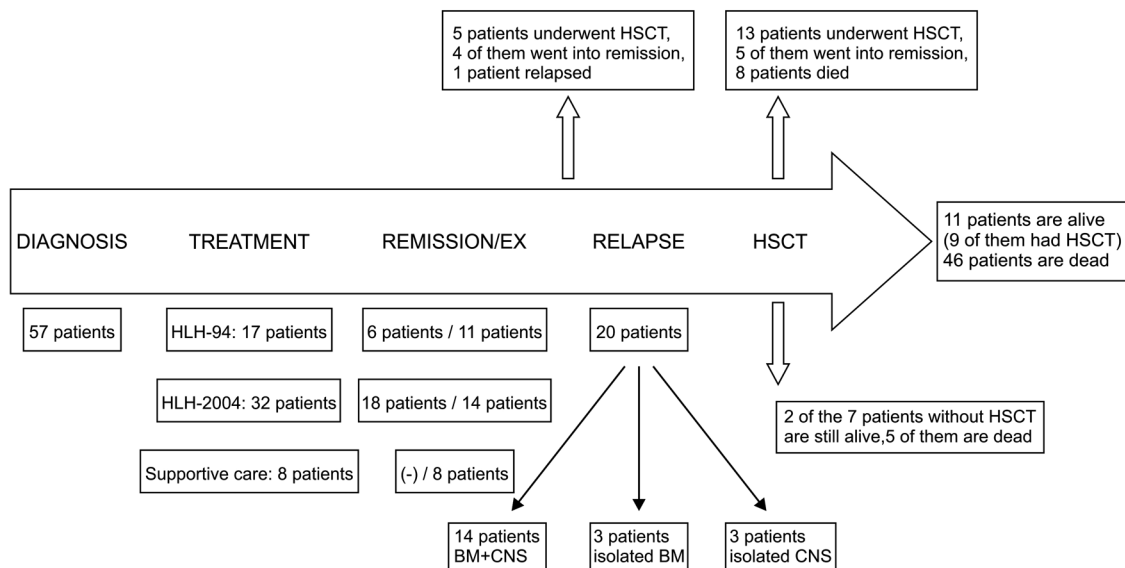 5 patients underwent HSCT,
4 of them went into remission,
1 patient relapsed
13 patients underwent HSCT,
5 of them went into remission,
8 patients died
DIAGNOSIS
TREATMENT
REMISSION/EX
RELAPSE
HSCT
11 patients are alive
(9 of them had HSCT)
46 patients are dead
57 patients
HLH-94: 17 patients
6 patients / 11 patients
20 patients
HLH-2004: 32 patients
18 patients / 14 patients
2 of the 7 patients without HSCT
are still alive,5 of them are dead
Supportive care: 8 patients
(-) / 8 patients
14 patients
BM+CNS
3 patients
isolated BM
3 patients
isolated CNS